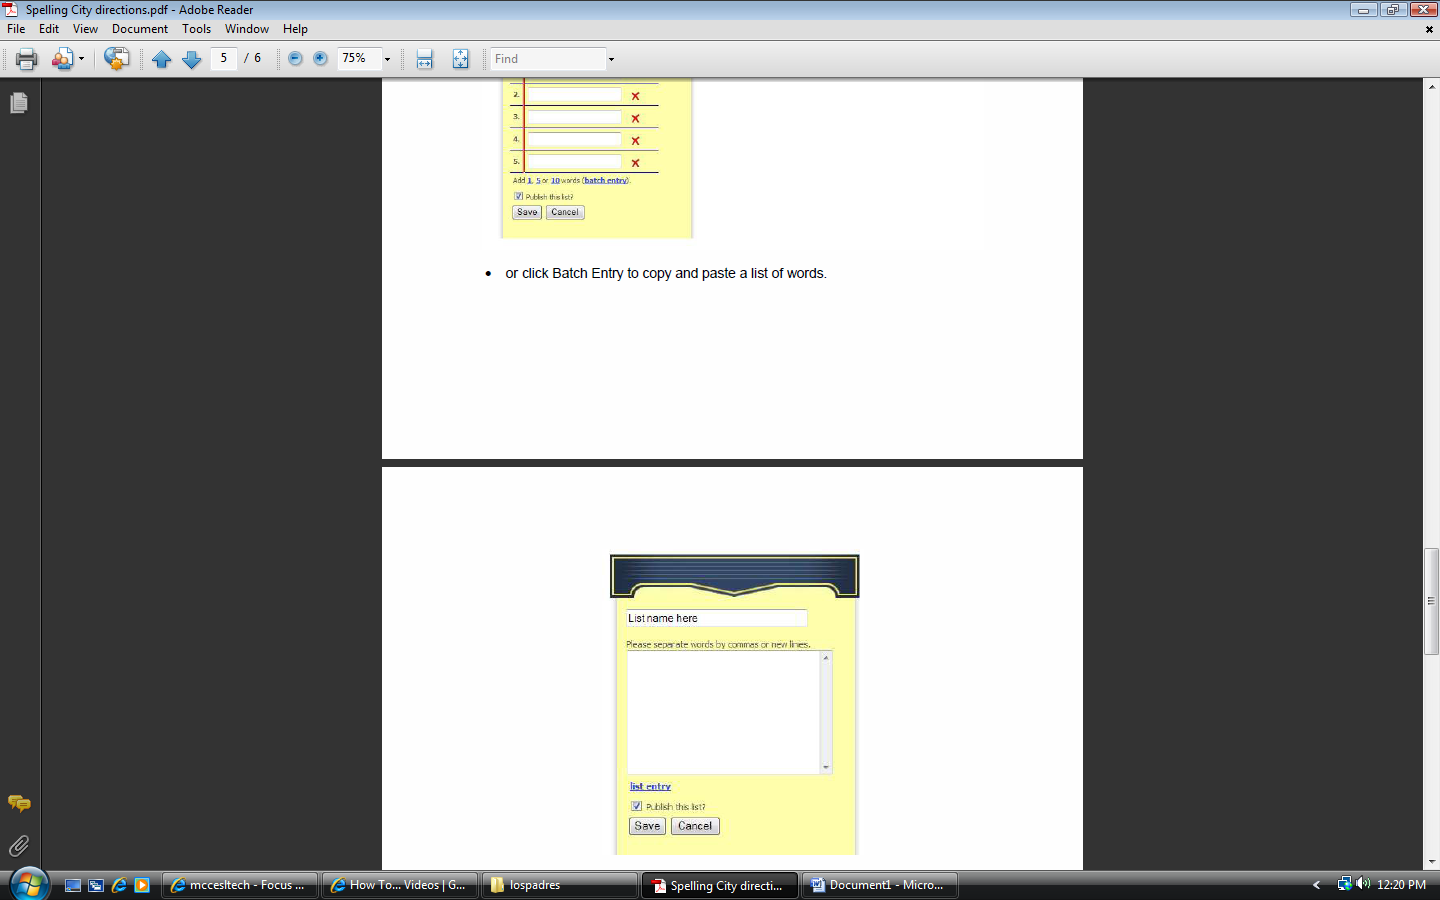 Spelling City directions.pdf - Adobe Reader
File Edit View Document Tools Window Help
5 / 6 75% Find
2.
3.
4.
5.
Add 1, 5 or 10 words (batch entry).
Publish this list?
Save Cancel
• or click Batch Entry to copy and paste a list of words.
List name here
Please separate words by commas or new lines.
list entry
Publish this list?
Save Cancel
mccesltech - Focus ... How To... Videos | G... lospadres Spelling City directi... Document1 - Micro... 12:20 PM